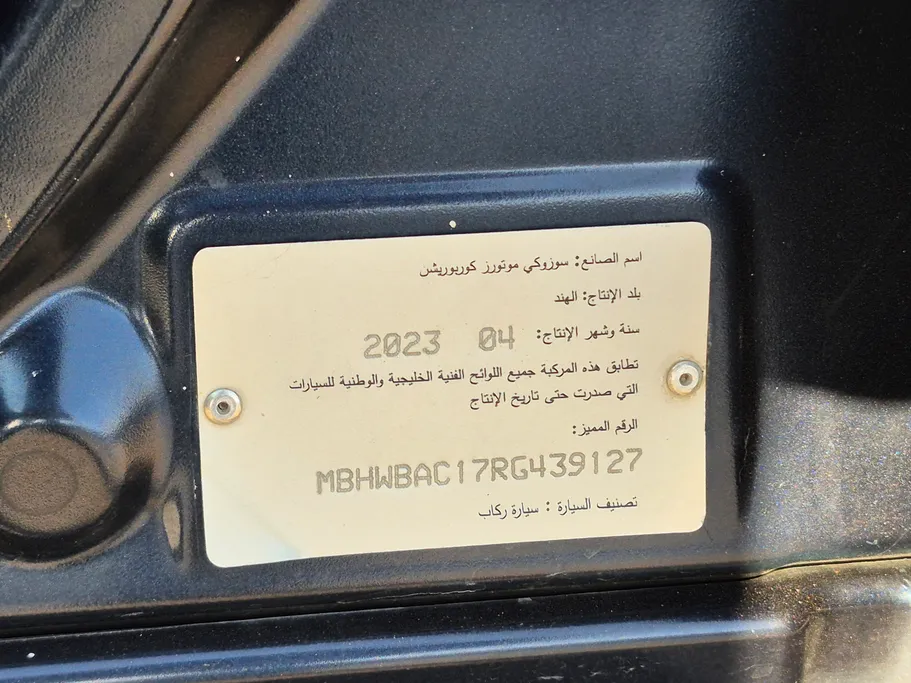 اسم الصانع: سوزوكي موتورز كوربوريشن
بلد الإنتاج: الهند
سنة وشهر الإنتاج: 04 2023
تطابق هذه المركبة جميع اللوائح الفنية الخليجية والوطنية للسيارات
التي صدرت حتى تاريخ الإنتاج
الرقم المميز:
MBHWBAC17RG439127
تصنيف السيارة : سيارة ركاب